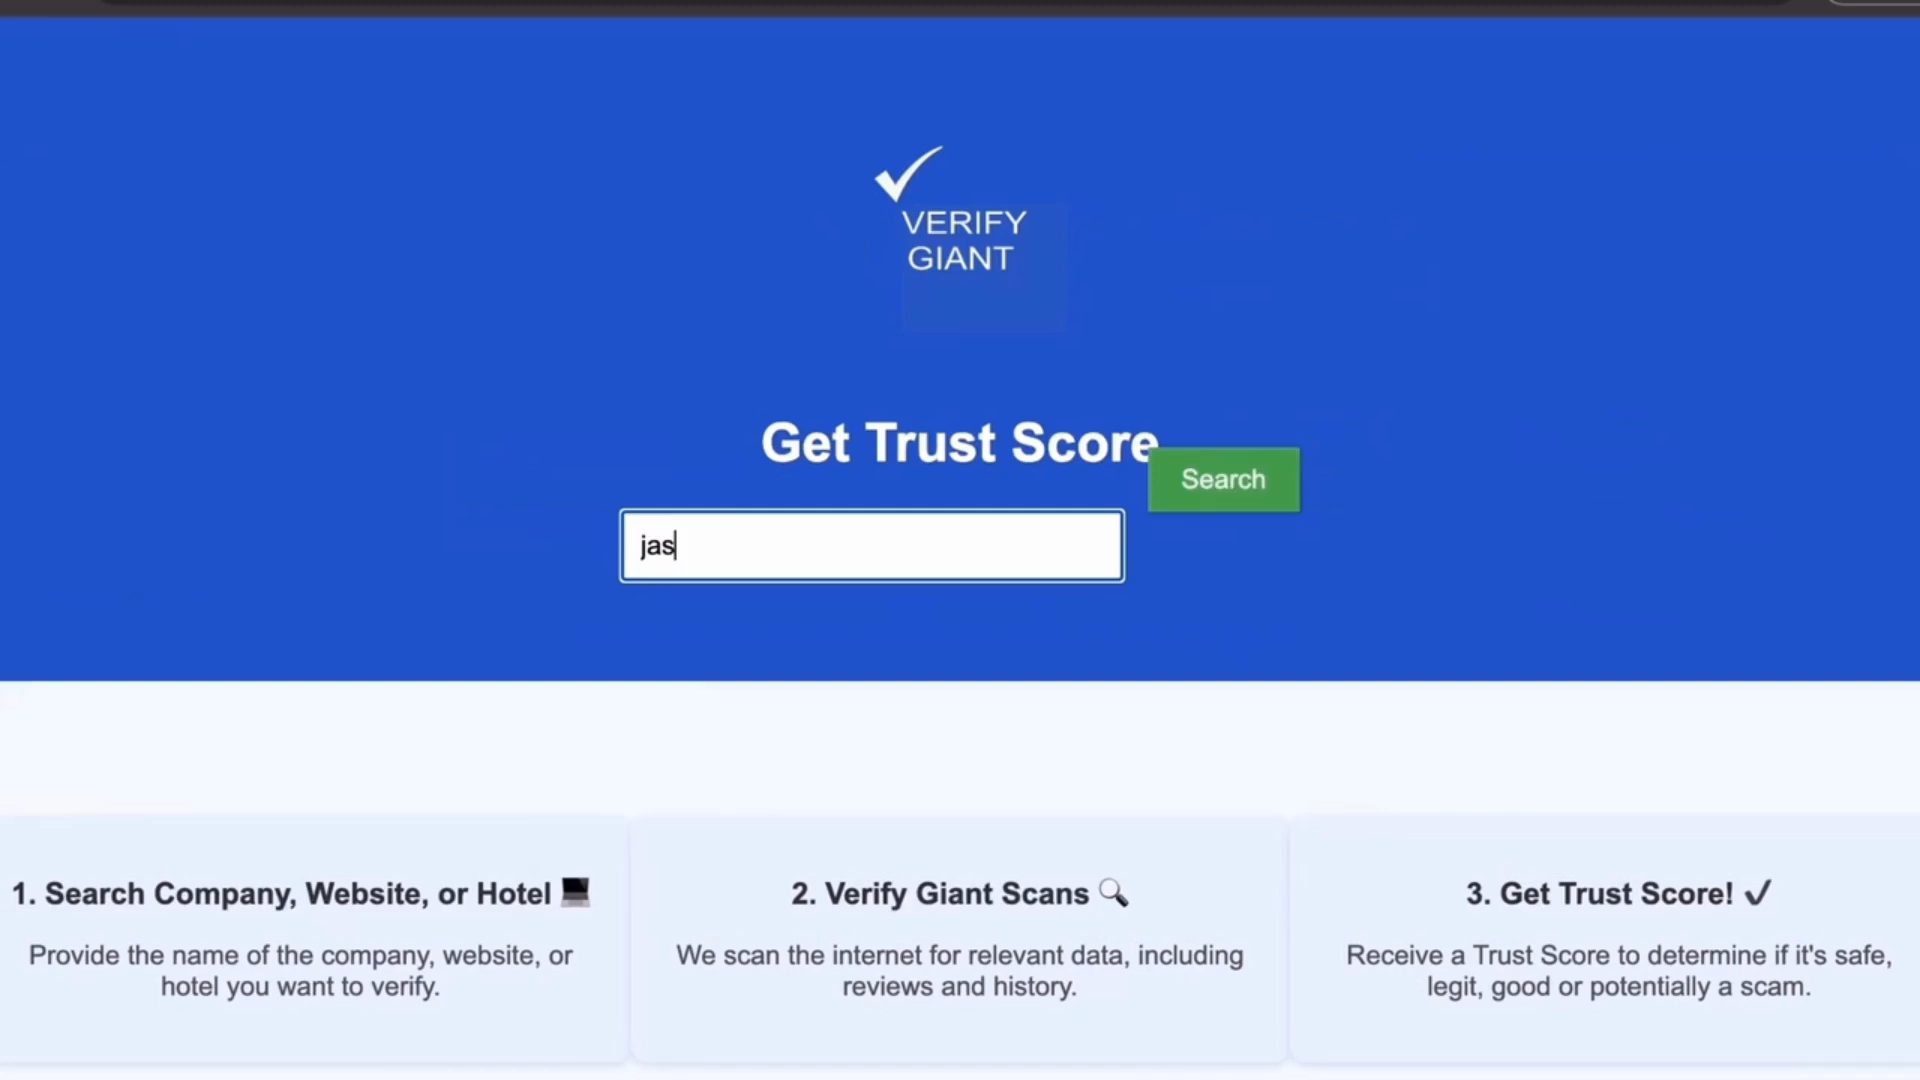 VERIFY
GIANT
Get Trust Score
Search
jas
1. Search Company, Website, or Hotel
Provide the name of the company, website, or
hotel you want to verify.
2. Verify Giant Scans
We scan the internet for relevant data, including
reviews and history.
3. Get Trust Score!
Receive a Trust Score to determine if it's safe,
legit, good or potentially a scam.